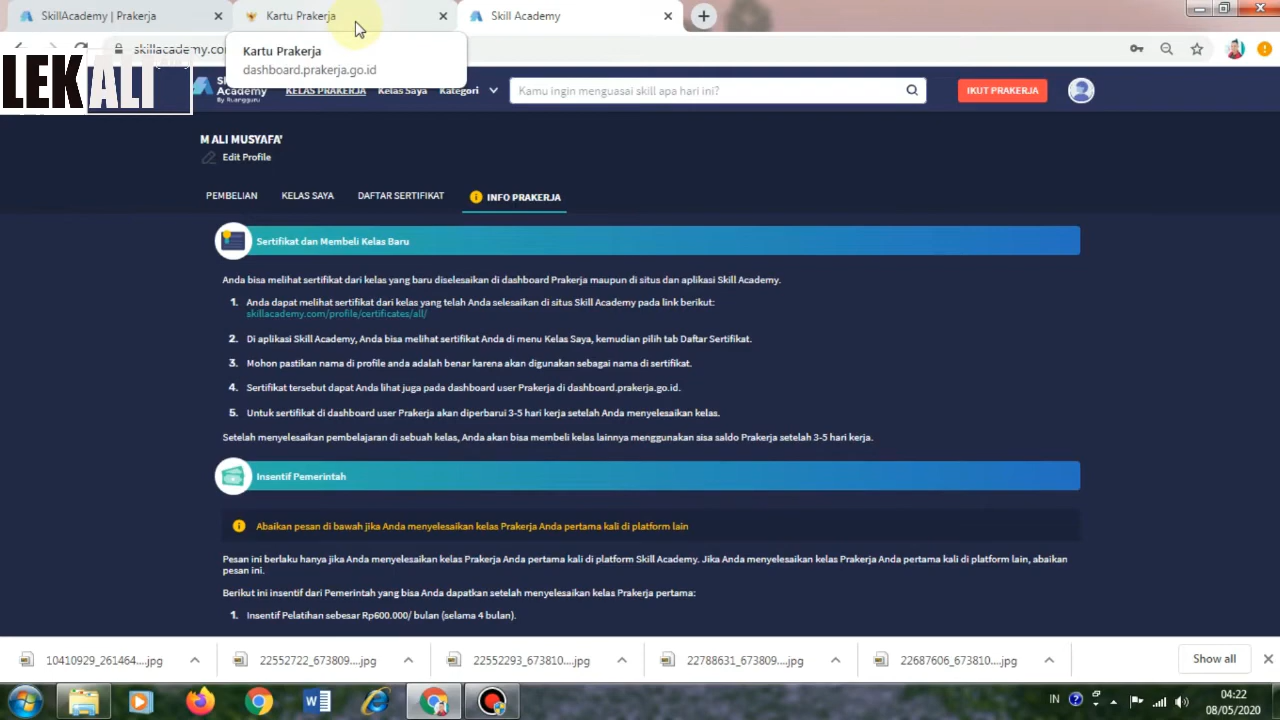 SkillAcademy | Prakerja
Kartu Prakerja
Skill Academy
Kartu Prakerja
dashboard.prakerja.go.id
skillacademy.co
LEKALI
Academy
By Ruangguru
KELAS PRAKERJA
Kelas Saya
Kategori
Kamu ingin menguasai skill apa hari ini?
IKUT PRAKERJA
M ALI MUSYAFA'
Edit Profile
PEMBELIAN
KELAS SAYA
DAFTAR SERTIFIKAT
INFO PRAKERJA
Sertifikat dan Membeli Kelas Baru
Anda bisa melihat sertifikat dari kelas yang baru diselesaikan di dashboard Prakerja maupun di situs dan aplikasi Skill Academy.
1. Anda dapat melihat sertifikat dari kelas yang telah Anda selesaikan di situs Skill Academy pada link berikut:
skillacademy.com/profile/certificates/all/
2. Di aplikasi Skill Academy, Anda bisa melihat sertifikat Anda di menu Kelas Saya, kemudian pilih tab Daftar Sertifikat.
3. Mohon pastikan nama di profile anda adalah benar karena akan digunakan sebagai nama di sertifikat.
4. Sertifikat tersebut dapat Anda lihat juga pada dashboard user Prakerja di dashboard.prakerja.go.id.
5. Untuk sertifikat di dashboard user Prakerja akan diperbarui 3-5 hari kerja setelah Anda menyelesaikan kelas.
Setelah menyelesaikan pembelajaran di sebuah kelas, Anda akan bisa membeli kelas lainnya menggunakan sisa saldo Prakerja setelah 3-5 hari kerja.
Insentif Pemerintah
Abaikan pesan di bawah jika Anda menyelesaikan kelas Prakerja Anda pertama kali di platform lain
Pesan ini berlaku hanya jika Anda menyelesaikan kelas Prakerja Anda pertama kali di platform Skill Academy. Jika Anda menyelesaikan kelas Prakerja Anda pertama kali di platform lain, abaikan
pesan ini.
Berikut ini insentif dari Pemerintah yang bisa Anda dapatkan setelah menyelesaikan kelas Prakerja pertama:
1. Insentif Pelatihan sebesar Rp600.000/ bulan (selama 4 bulan).
10410929_261464....jpg
22552722_673809....jpg
22552293_673810....jpg
22788631_673809....jpg
22687606_673810....jpg
Show all
IN
04:22
08/05/2020